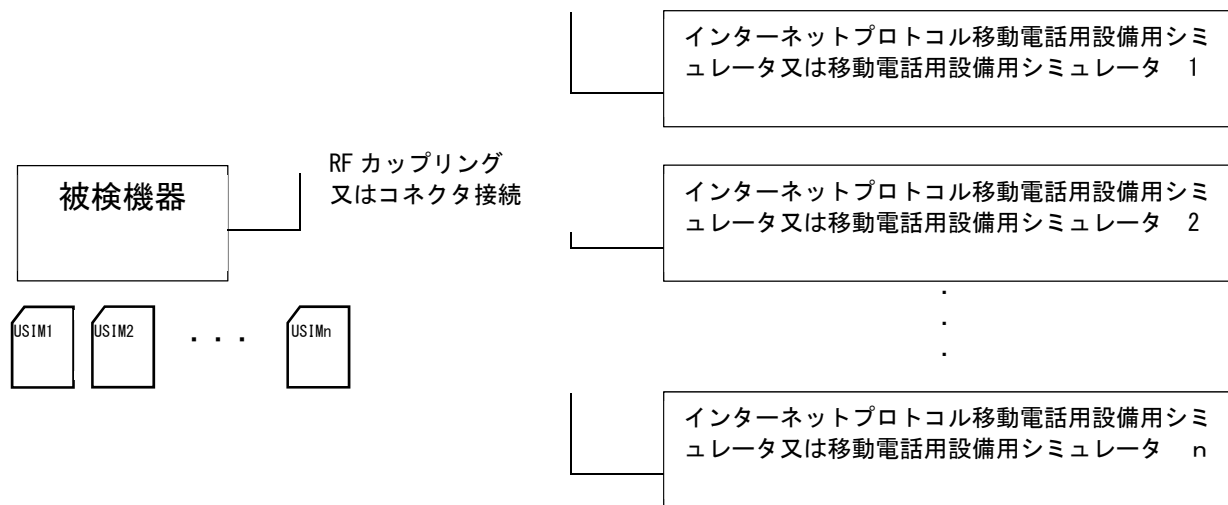 インターネットプロトコル移動電話用設備用シミ
ュレータ又は移動電話用設備用シミュレータ　1
RF カップリング
又はコネクタ接続
被検機器
インターネットプロトコル移動電話用設備用シミ
ュレータ又は移動電話用設備用シミュレータ　2
USIM1
USIM2
・・・
USIMn
・
・
・
インターネットプロトコル移動電話用設備用シミ
ュレータ又は移動電話用設備用シミュレータ　ｎ